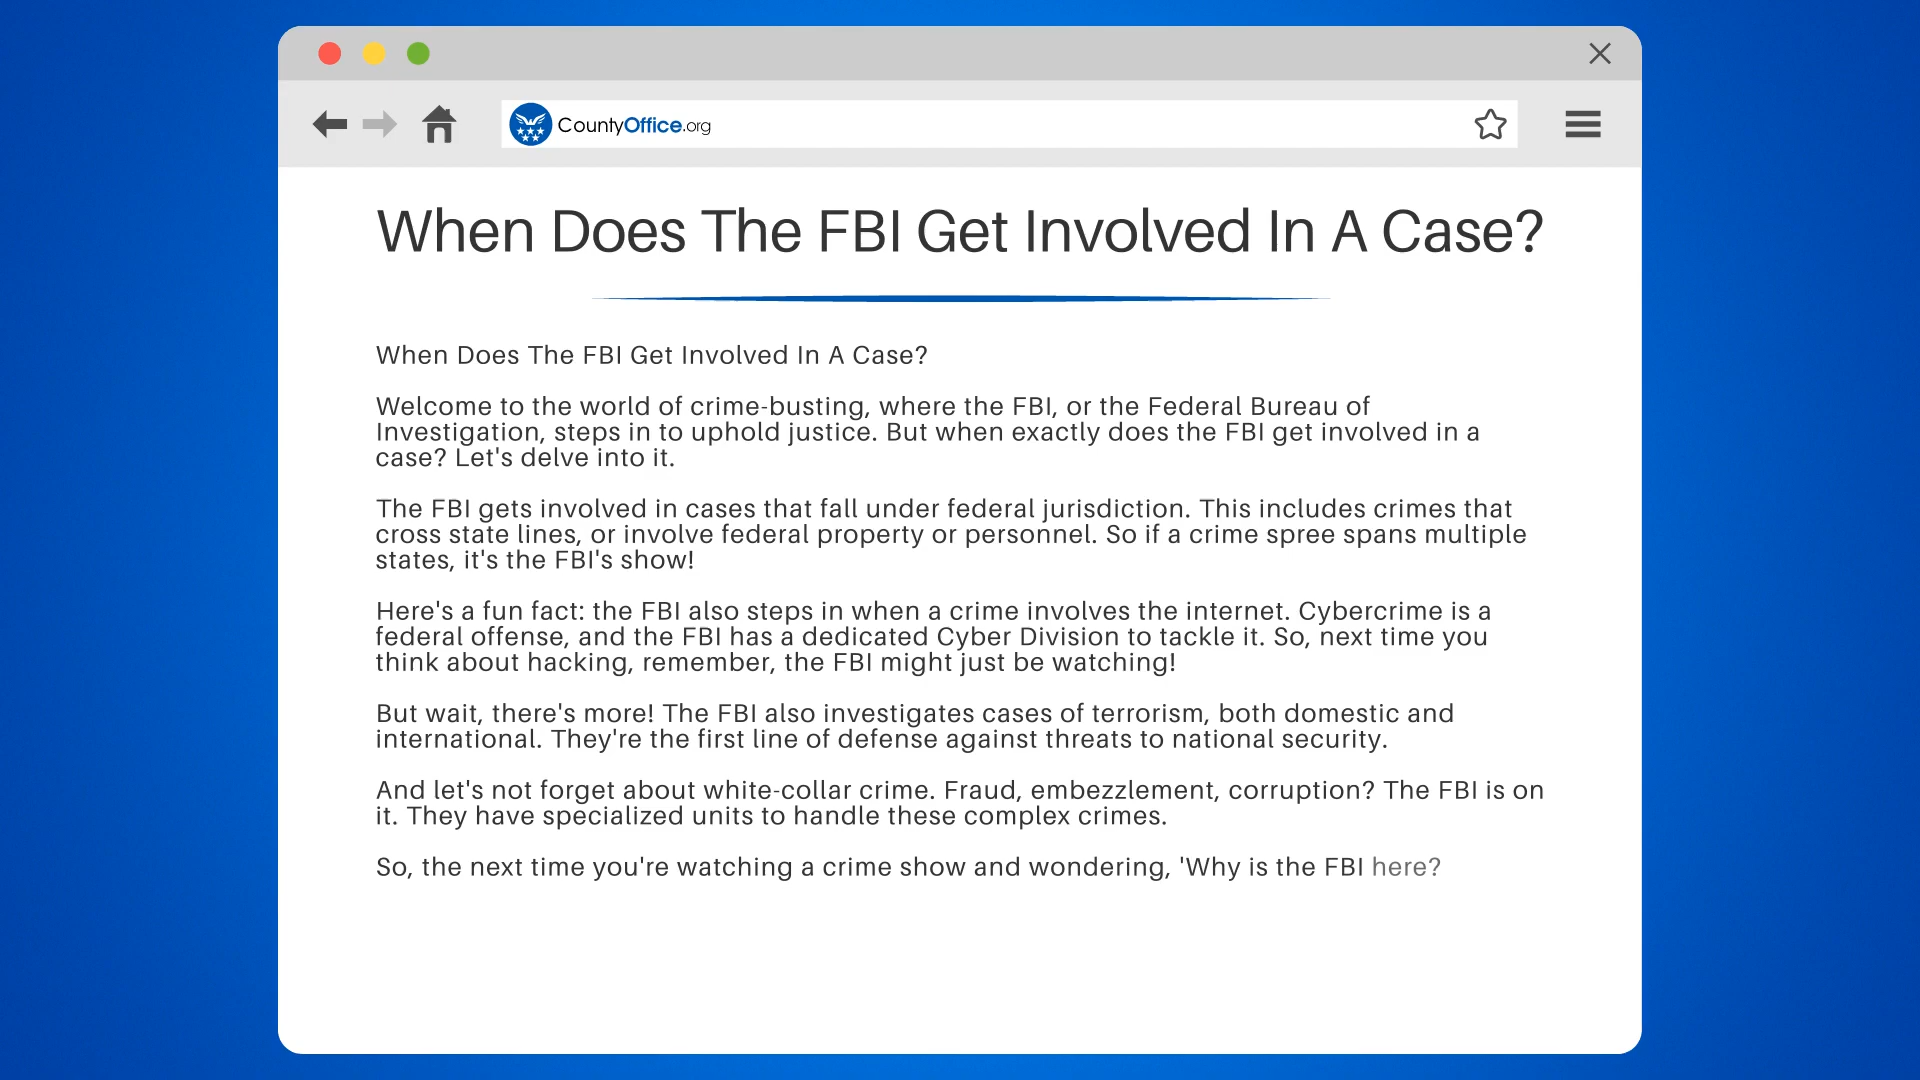 CountyOffice.org
When Does The FBI Get Involved In A Case?
When Does The FBI Get Involved In A Case?
Welcome to the world of crime-busting, where the FBI, or the Federal Bureau of
Investigation, steps in to uphold justice. But when exactly does the FBI get involved in a
case? Let's delve into it.
The FBI gets involved in cases that fall under federal jurisdiction. This includes crimes that
cross state lines, or involve federal property or personnel. So if a crime spree spans multiple
states, it's the FBI's show!
Here's a fun fact: the FBI also steps in when a crime involves the internet. Cybercrime is a
federal offense, and the FBI has a dedicated Cyber Division to tackle it. So, next time you
think about hacking, remember, the FBI might just be watching!
But wait, there's more! The FBI also investigates cases of terrorism, both domestic and
international. They're the first line of defense against threats to national security.
And let's not forget about white-collar crime. Fraud, embezzlement, corruption? The FBI is on
it. They have specialized units to handle these complex crimes.
So, the next time you're watching a crime show and wondering, 'Why is the FBI here?